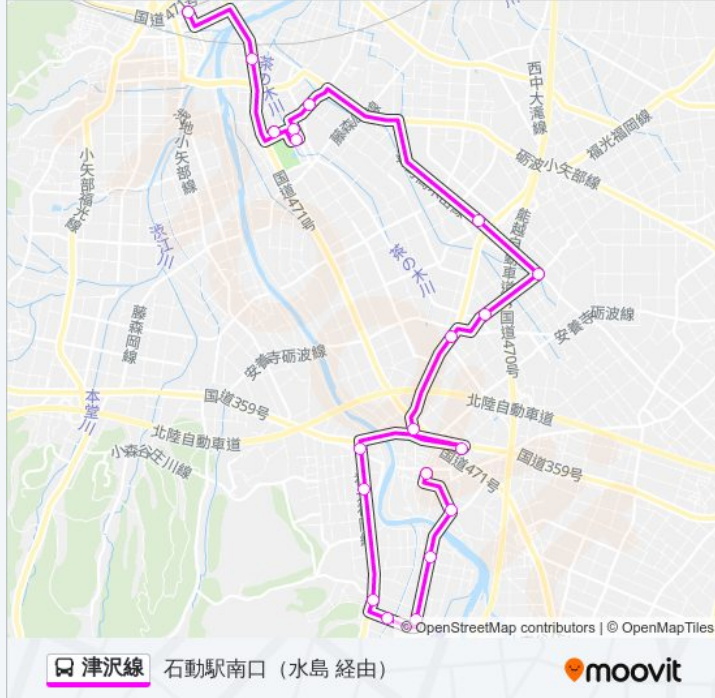 国道471号
茶の木川
浅地小矢部線
小矢部福光線
渋江川
国道471号
西中大滝線
福光福岡線
砺波小矢部線
茶の木川
藤森岡線
安養寺砺波線
安養寺砺波線
国道470号
本堂川
国道359号
北陸自動車道
北陸自動車道
小森谷庄川線
国道471号
国道359号
© OpenStreetMap contributors | © OpenMapTiles
津沢線
石動駅南口（水島 経由）
moovit